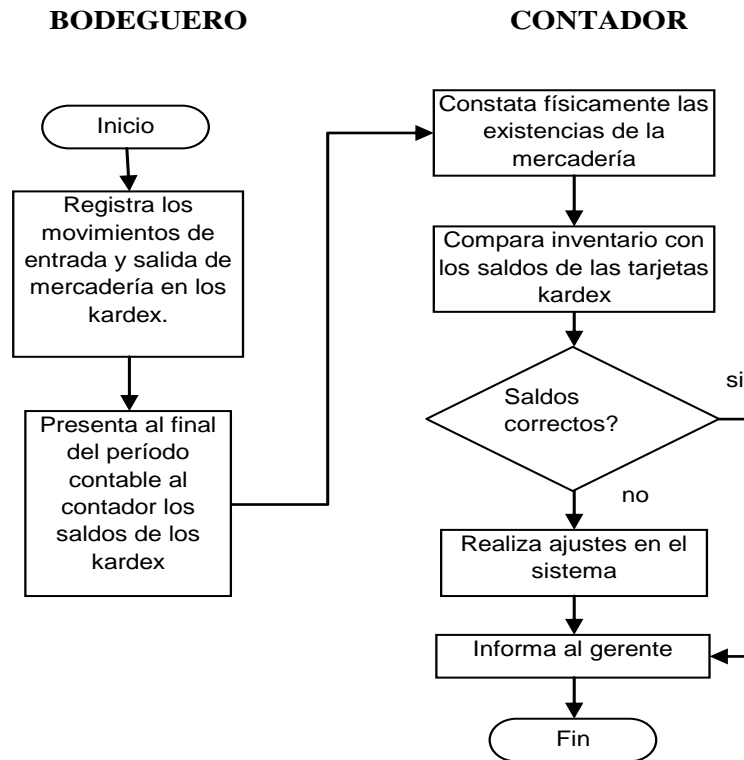 BODEGUERO
CONTADOR
Inicio
Registra los
movimientos de
entrada y salida de
mercadería en los
kardex.
Presenta al final
del período
contable al
contador los
saldos de los
kardex
Constata físicamente las
existencias de la
mercadería
Compara inventario con
los saldos de las tarjetas
kardex
Saldos
correctos?
si
no
Realiza ajustes en el
sistema
Informa al gerente
Fin